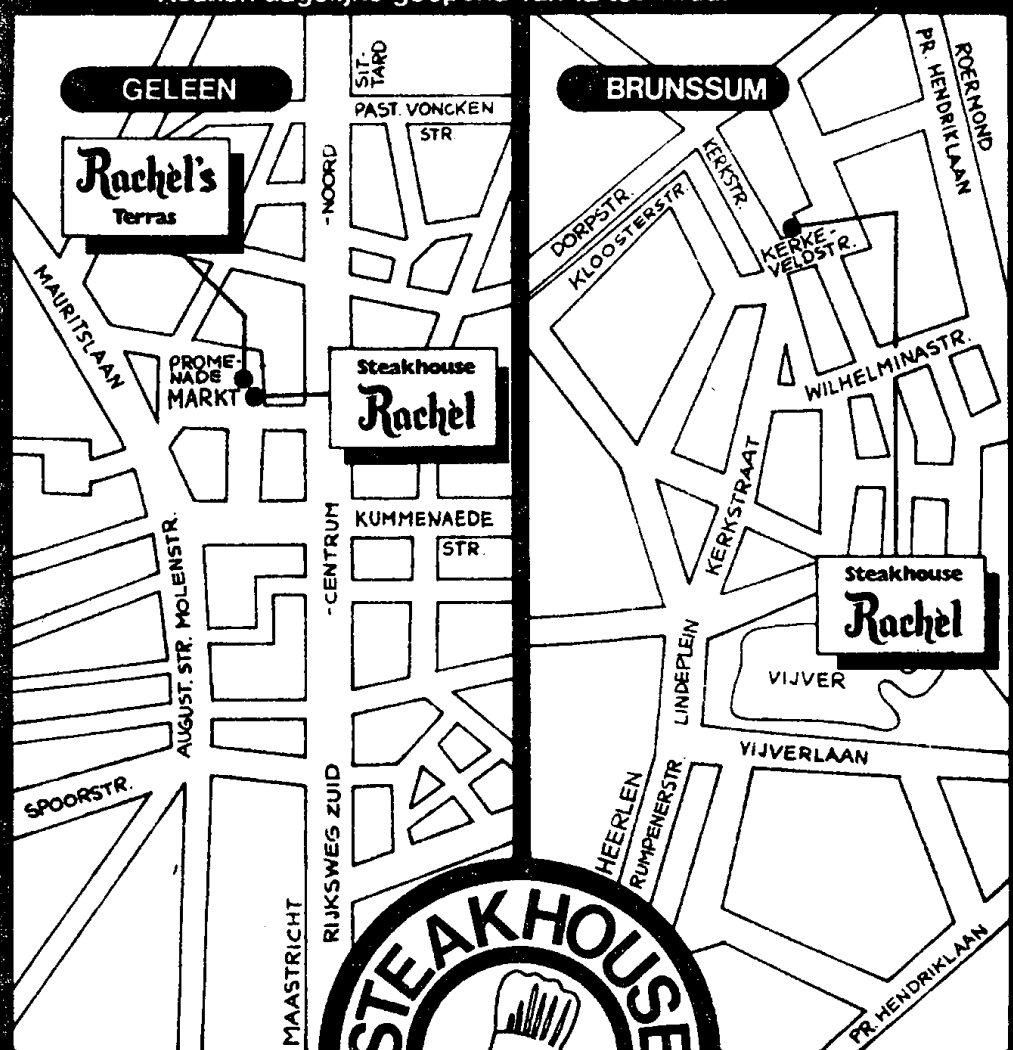 GELEEN
SIT-
TARD
PAST. VONCKEN
STR.
Rachèl's
Terras
-NOORD
MAURITSLAAN
PROME-
NADE
MARKT
Steakhouse
Rachèl
KUMMENAEDE
STR.
-CENTRUM
AUGUST. STR. MOLENSTR.
SPOORSTR.
RIJKSWEG ZUID
MAASTRICHT
BRUNSSUM
ROERMOND
PR. HENDRIKLAAN
KERKSTR.
DORPSTR.
KLOOSTERSTR.
KERKE-
VELDSTR.
WILHELMINASTR.
KERKSTRAAT
Steakhouse
Rachèl
LINDEPLEIN
VIJVER
VIJVERLAAN
HEERLEN
RUMPENERSTR.
PR. HENDRIKLAAN
STEAKHOUSE